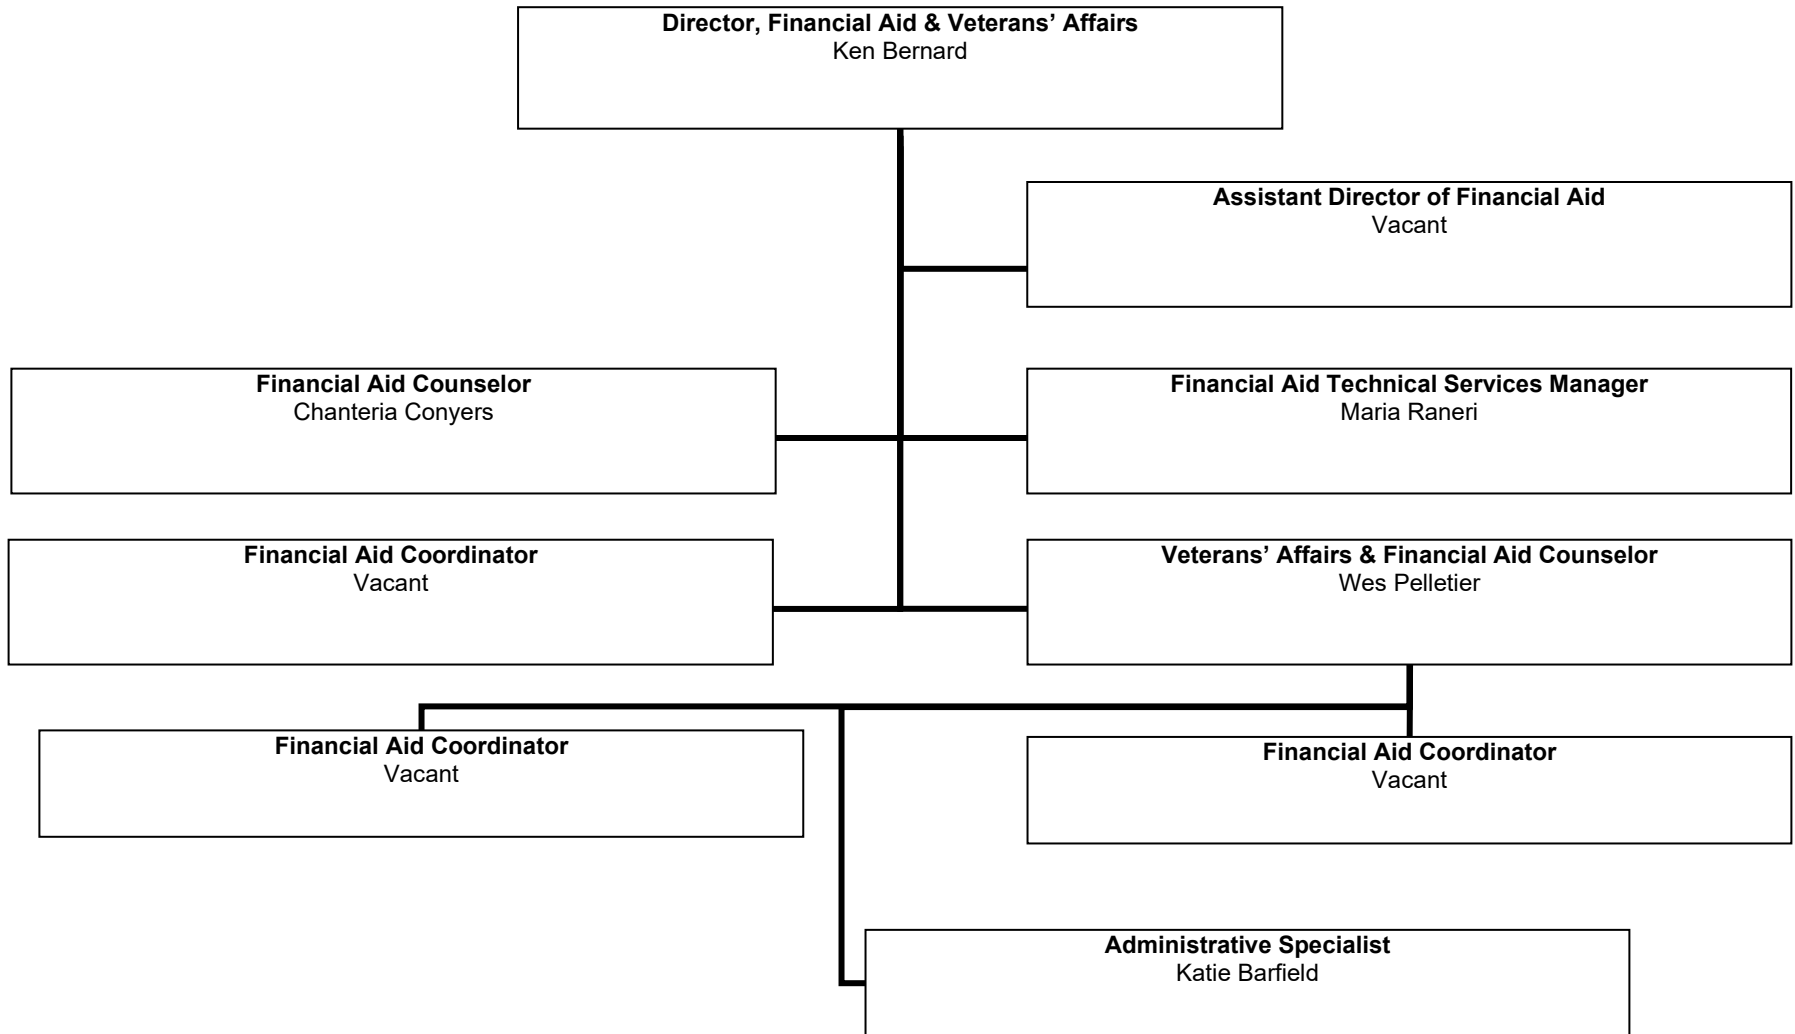 Director, Financial Aid & Veterans’ Affairs
Ken Bernard
Assistant Director of Financial Aid
Vacant
Financial Aid Counselor
Chanteria Conyers
Financial Aid Technical Services Manager
Maria Raneri
Financial Aid Coordinator
Vacant
Veterans’ Affairs & Financial Aid Counselor
Wes Pelletier
Financial Aid Coordinator
Vacant
Financial Aid Coordinator
Vacant
Administrative Specialist
Katie Barfield